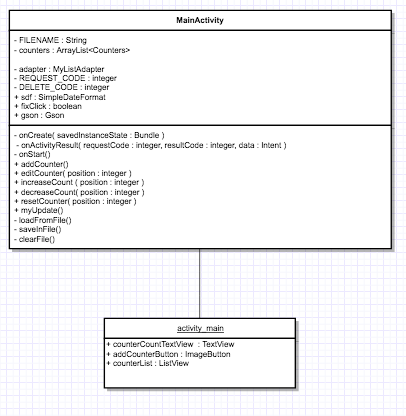 MainActivity
- FILENAME : String
- counters : ArrayList<Counters>
- adapter : MyListAdapter
- REQUEST_CODE : integer
- DELETE_CODE : integer
+ sdf : SimpleDateFormat
+ fixClick : boolean
+ gson : Gson
- onCreate( savedInstanceState : Bundle )
- onActivityResult( requestCode : integer, resultCode : integer, data : Intent )
- onStart()
+ addCounter()
+ editCounter( position : integer )
+ increaseCount ( position : integer )
+ decreaseCount( position : integer )
+ resetCounter( position : integer )
+ myUpdate()
- loadFromFile()
- saveInFile()
- clearFile()
activity_main
+ counterCountTextView : TextView
+ addCounterButton : ImageButton
+ counterList : ListView